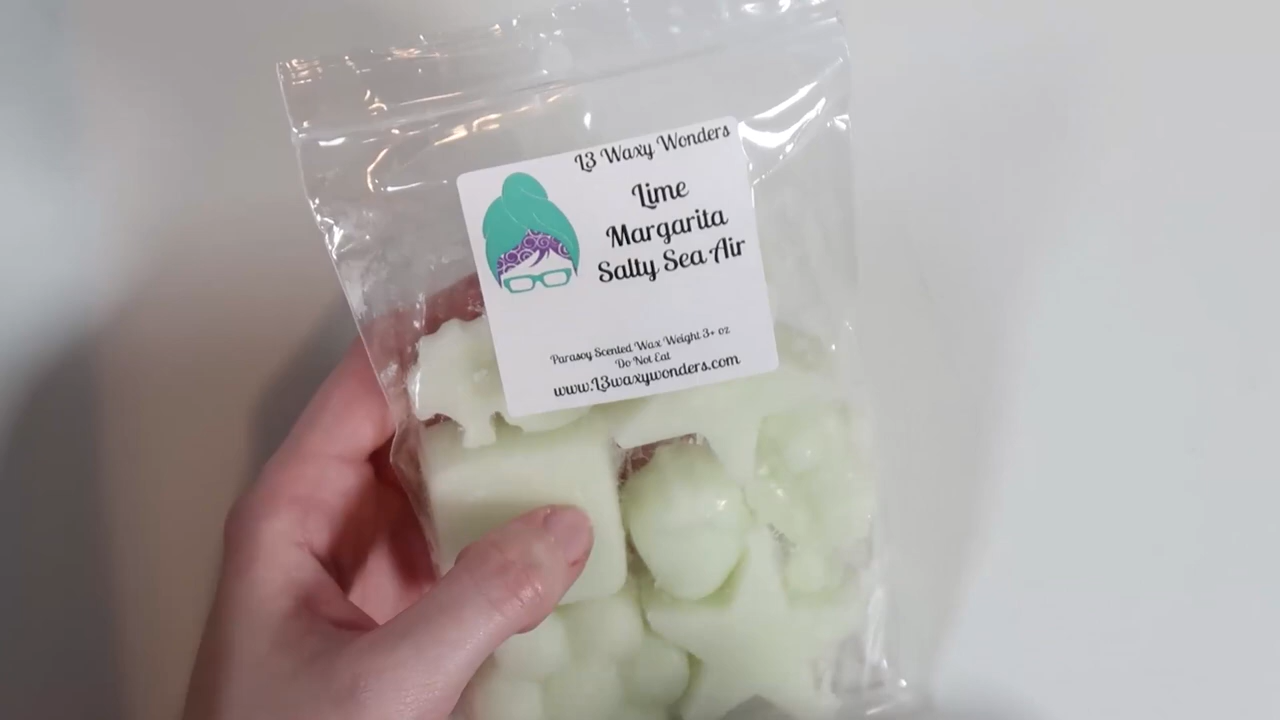 L3 Waxy Wonders
Lime
Margarita
Salty Sea Air
Parasoy Scented Wax Weight 3+ oz
Do Not Eat
www.L3waxywonders.com